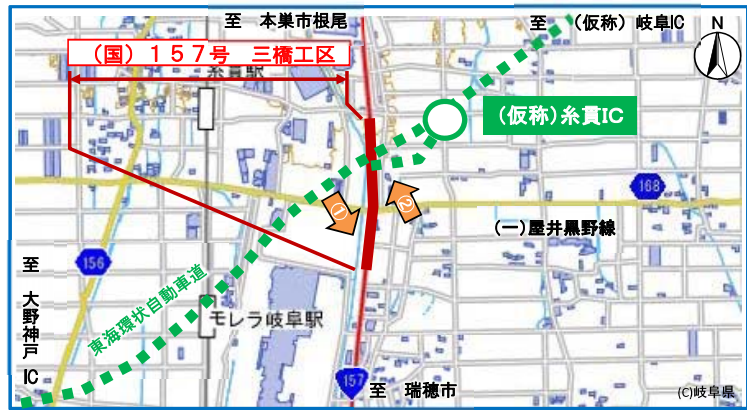 至 本巣市根尾
至 (仮称)岐阜IC
N
(国)157号 三橋工区
糸貫駅
(仮称)糸貫IC
①
②
168
(一)屋井黒野線
156
至 大野神戸IC
東海環状自動車道
モレラ岐阜駅
157
至 瑞穂市
(C)岐阜県